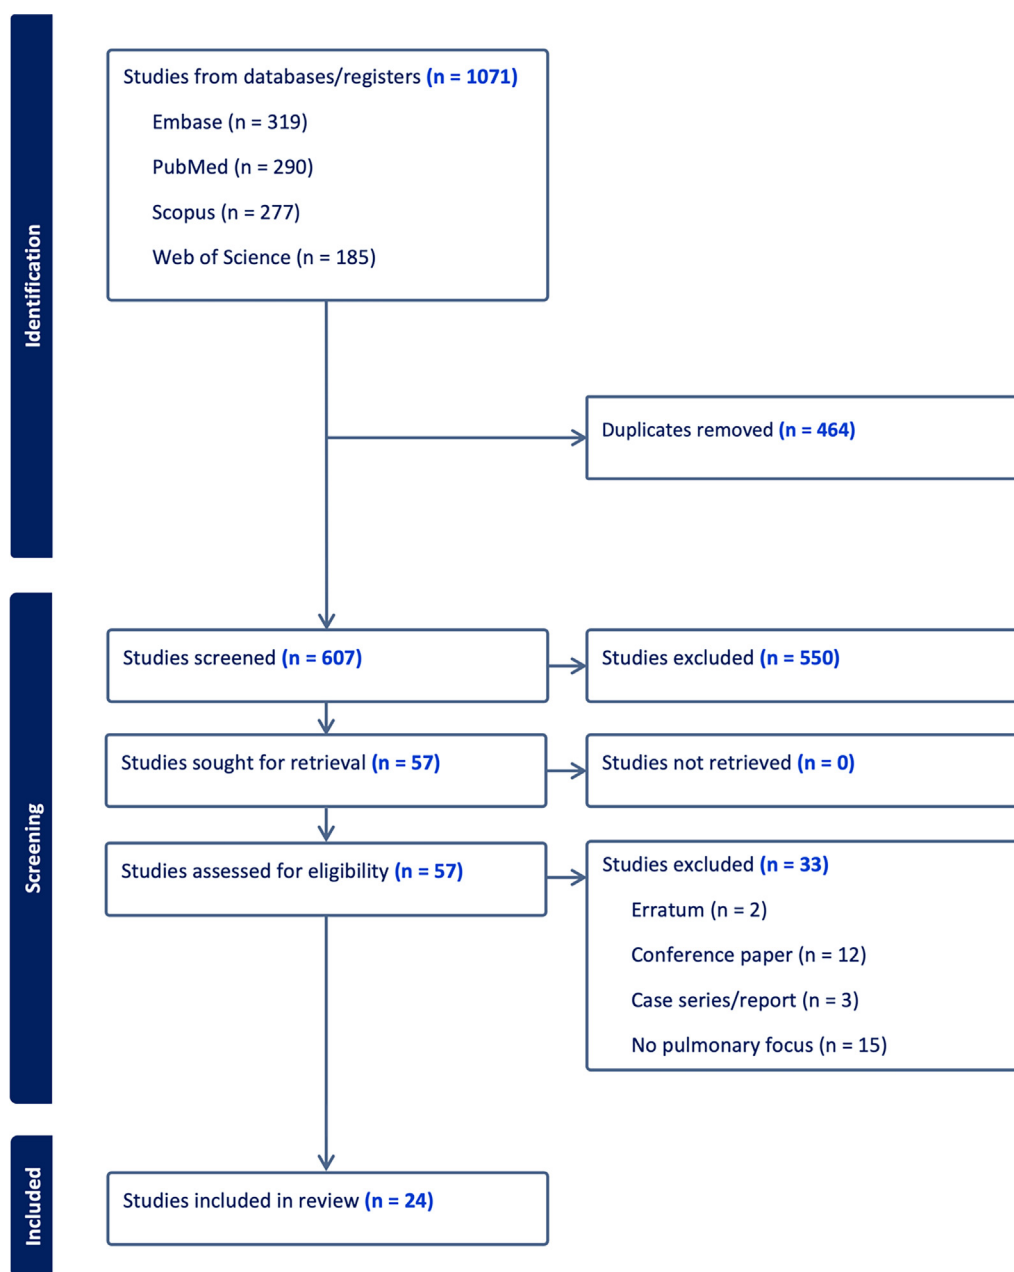 Identification
Studies from databases/registers (n = 1071)
Embase (n = 319)
PubMed (n = 290)
Scopus (n = 277)
Web of Science (n = 185)
Duplicates removed (n = 464)
Screening
Studies screened (n = 607)
Studies excluded (n = 550)
Studies sought for retrieval (n = 57)
Studies not retrieved (n = 0)
Studies assessed for eligibility (n = 57)
Studies excluded (n = 33)
Erratum (n = 2)
Conference paper (n = 12)
Case series/report (n = 3)
No pulmonary focus (n = 15)
Included
Studies included in review (n = 24)